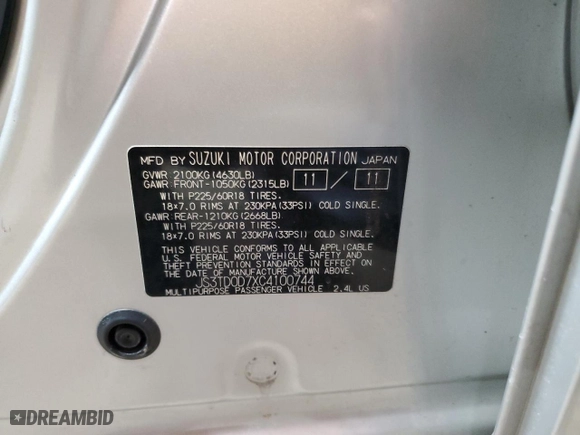 MFD BY SUZUKI MOTOR CORPORATION JAPAN
GVWR 2100KG (4630LB)
GAWR FRONT-1050KG (2315LB) 11 / 11
WITH P225/60R18 TIRES.
18×7.0 RIMS AT 230KPA (33PSI) COLD SINGLE.
GAWR REAR-1210KG (2668LB)
WITH P225/60R18 TIRES.
18×7.0 RIMS AT 230KPA (33PSI) COLD SINGLE.
THIS VEHICLE CONFORMS TO ALL APPLICABLE
U.S. FEDERAL MOTOR VEHICLE SAFETY AND
THEFT PREVENTION STANDARDS IN EFFECT ON
THE DATE OF MANUFACTURE SHOWN ABOVE.
JS3TD0D7XC4100744
MULTIPURPOSE PASSENGER VEHICLE 2.4L US
DREAMBID